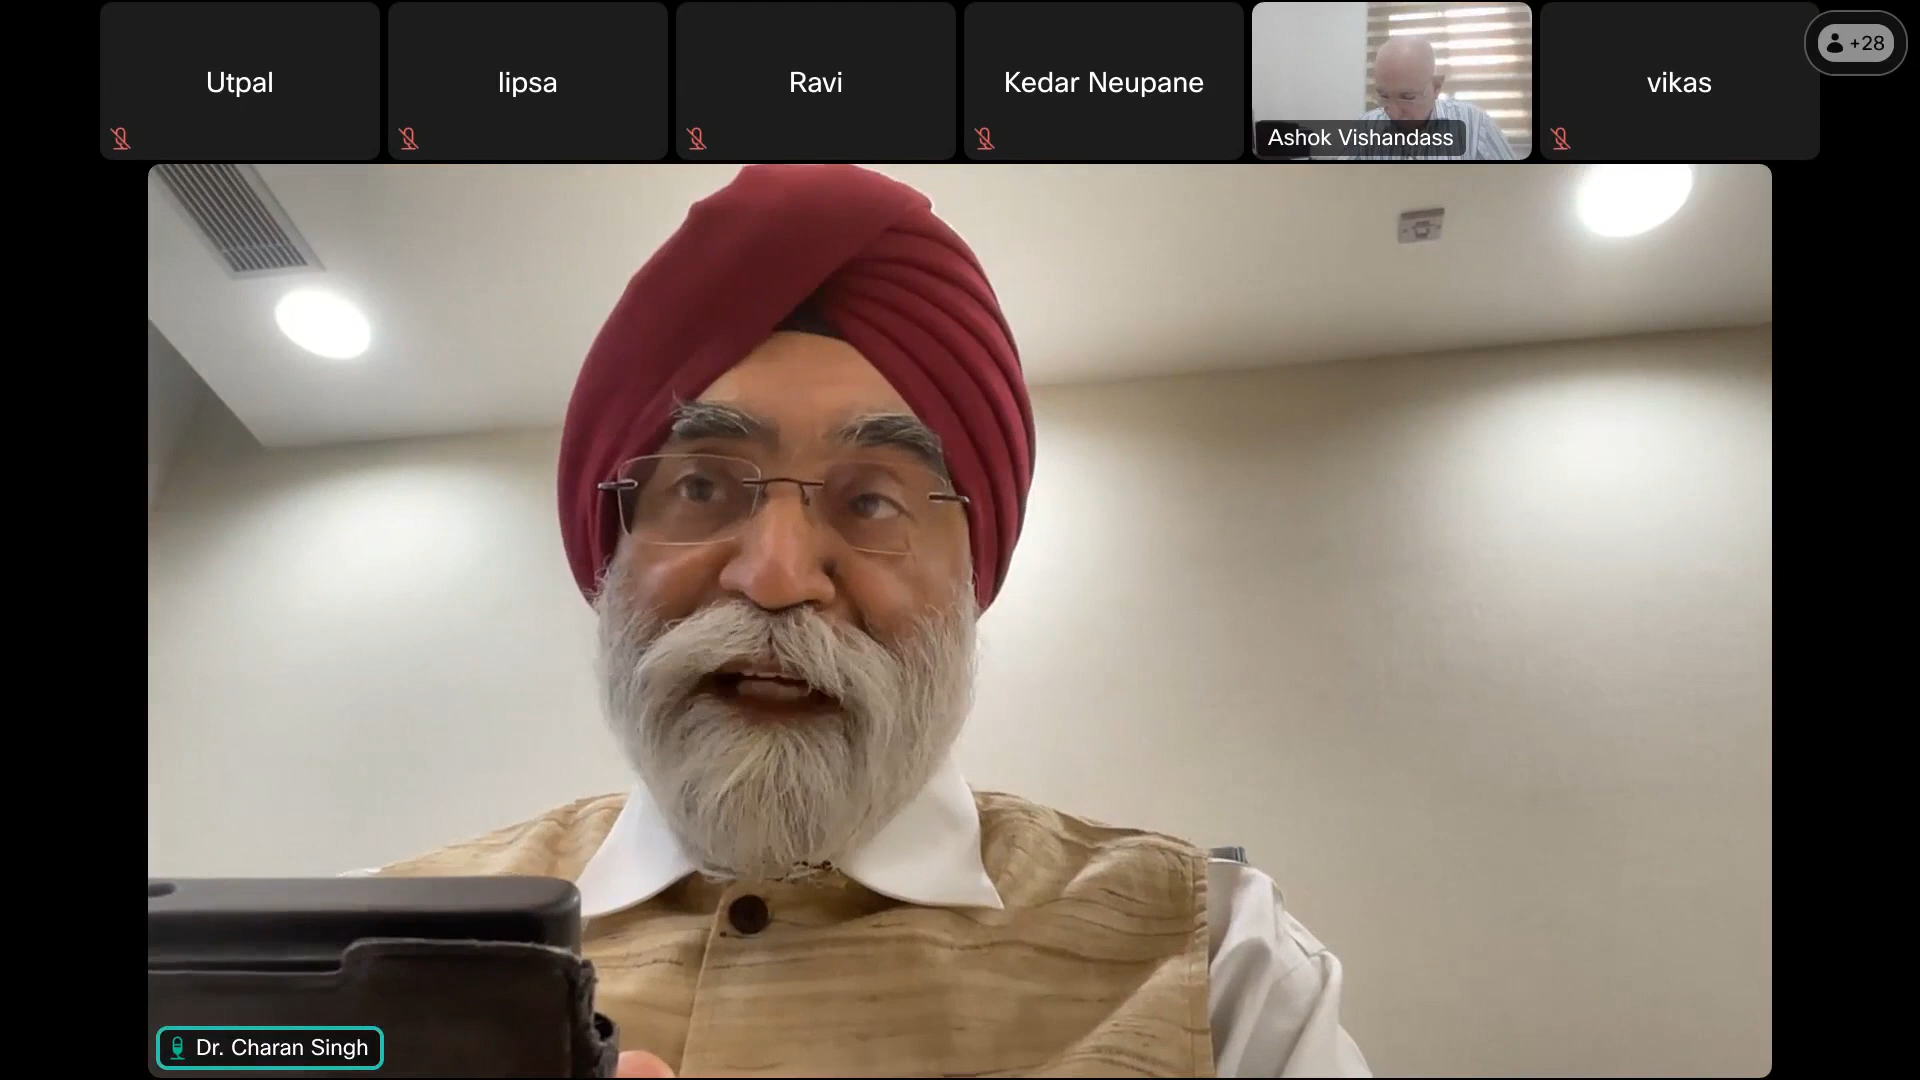 Utpal
lipsa
Ravi
Kedar Neupane
Ashok Vishandass
vikas
+28
Dr. Charan Singh